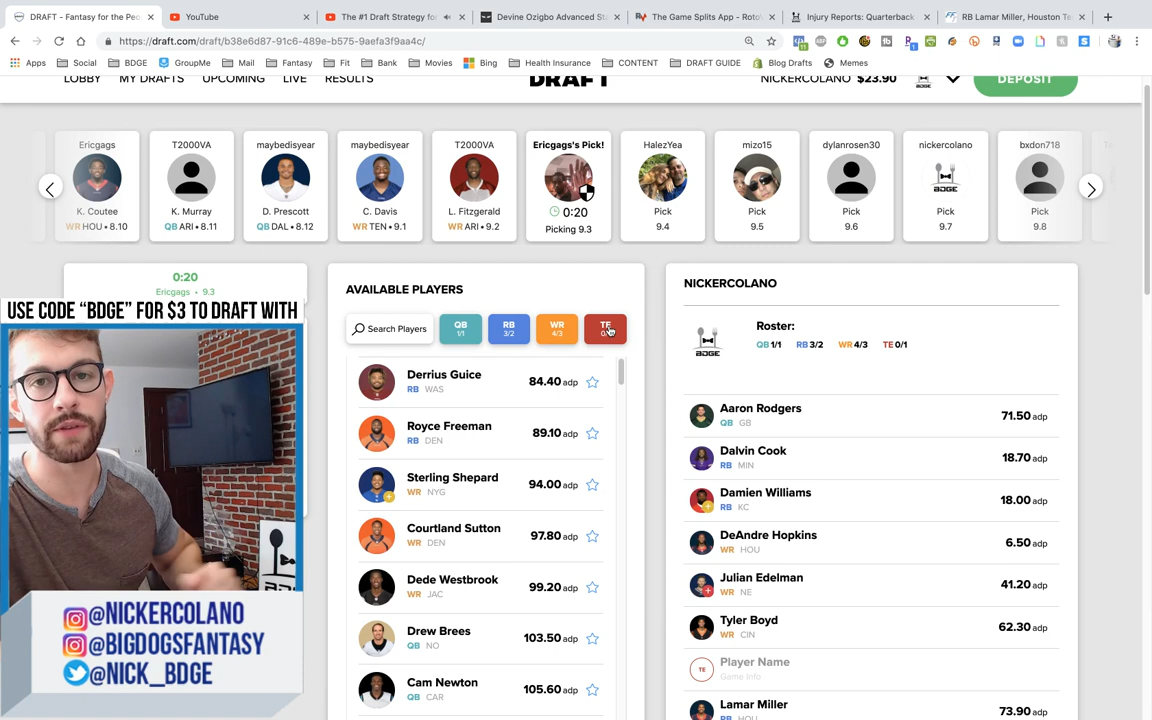 DRAFT - Fantasy for the Peo
YouTube
The #1 Draft Strategy for
Devine Ozigbo Advanced St
The Game Splits App - RotoV
Injury Reports: Quarterback
RB Lamar Miller, Houston Te
https://draft.com/draft/b38e6d87-91c6-489e-b575-9aefa3f9aa4c/
Apps
Social
BDGE
GroupMe
Mail
Fantasy
Fit
Bank
Movies
Bing
Health Insurance
CONTENT
DRAFT GUIDE
Blog Drafts
Memes
LOBBY
MY DRAFTS
UPCOMING
LIVE
RESULTS
DRAFT
NICKERCOLANO $23.90
DEPOSIT
Ericgags
K. Coutee
WR HOU • 8.10
T2000VA
K. Murray
QB ARI • 8.11
maybedisyear
D. Prescott
QB DAL • 8.12
maybedisyear
C. Davis
WR TEN • 9.1
T2000VA
L. Fitzgerald
WR ARI • 9.2
Ericgags's Pick!
0:20
Picking 9.3
HalezYea
Pick
9.4
mizo15
Pick
9.5
dylanrosen30
Pick
9.6
nickercolano
BDGE
Pick
9.7
bxdon718
Pick
9.8
0:20
Ericgags • 9.3
USE CODE "BDGE" FOR $3 TO DRAFT WITH
@NICKERCOLANO
@BIGDOGSFANTASY
@NICK_BDGE
AVAILABLE PLAYERS
Search Players
QB
1/1
RB
3/2
WR
4/3
TE
Derrius Guice
RB WAS
84.40 adp
Royce Freeman
RB DEN
89.10 adp
Sterling Shepard
WR NYG
94.00 adp
Courtland Sutton
WR DEN
97.80 adp
Dede Westbrook
WR JAC
99.20 adp
Drew Brees
QB NO
103.50 adp
Cam Newton
QB CAR
105.60 adp
NICKERCOLANO
BDGE
Roster:
QB 1/1 RB 3/2 WR 4/3 TE 0/1
Aaron Rodgers
QB GB
71.50 adp
Dalvin Cook
RB MIN
18.70 adp
Damien Williams
RB KC
18.00 adp
DeAndre Hopkins
WR HOU
6.50 adp
Julian Edelman
WR NE
41.20 adp
Tyler Boyd
WR CIN
62.30 adp
TE
Player Name
Game Info
Lamar Miller
RB HOU
73.90 adp